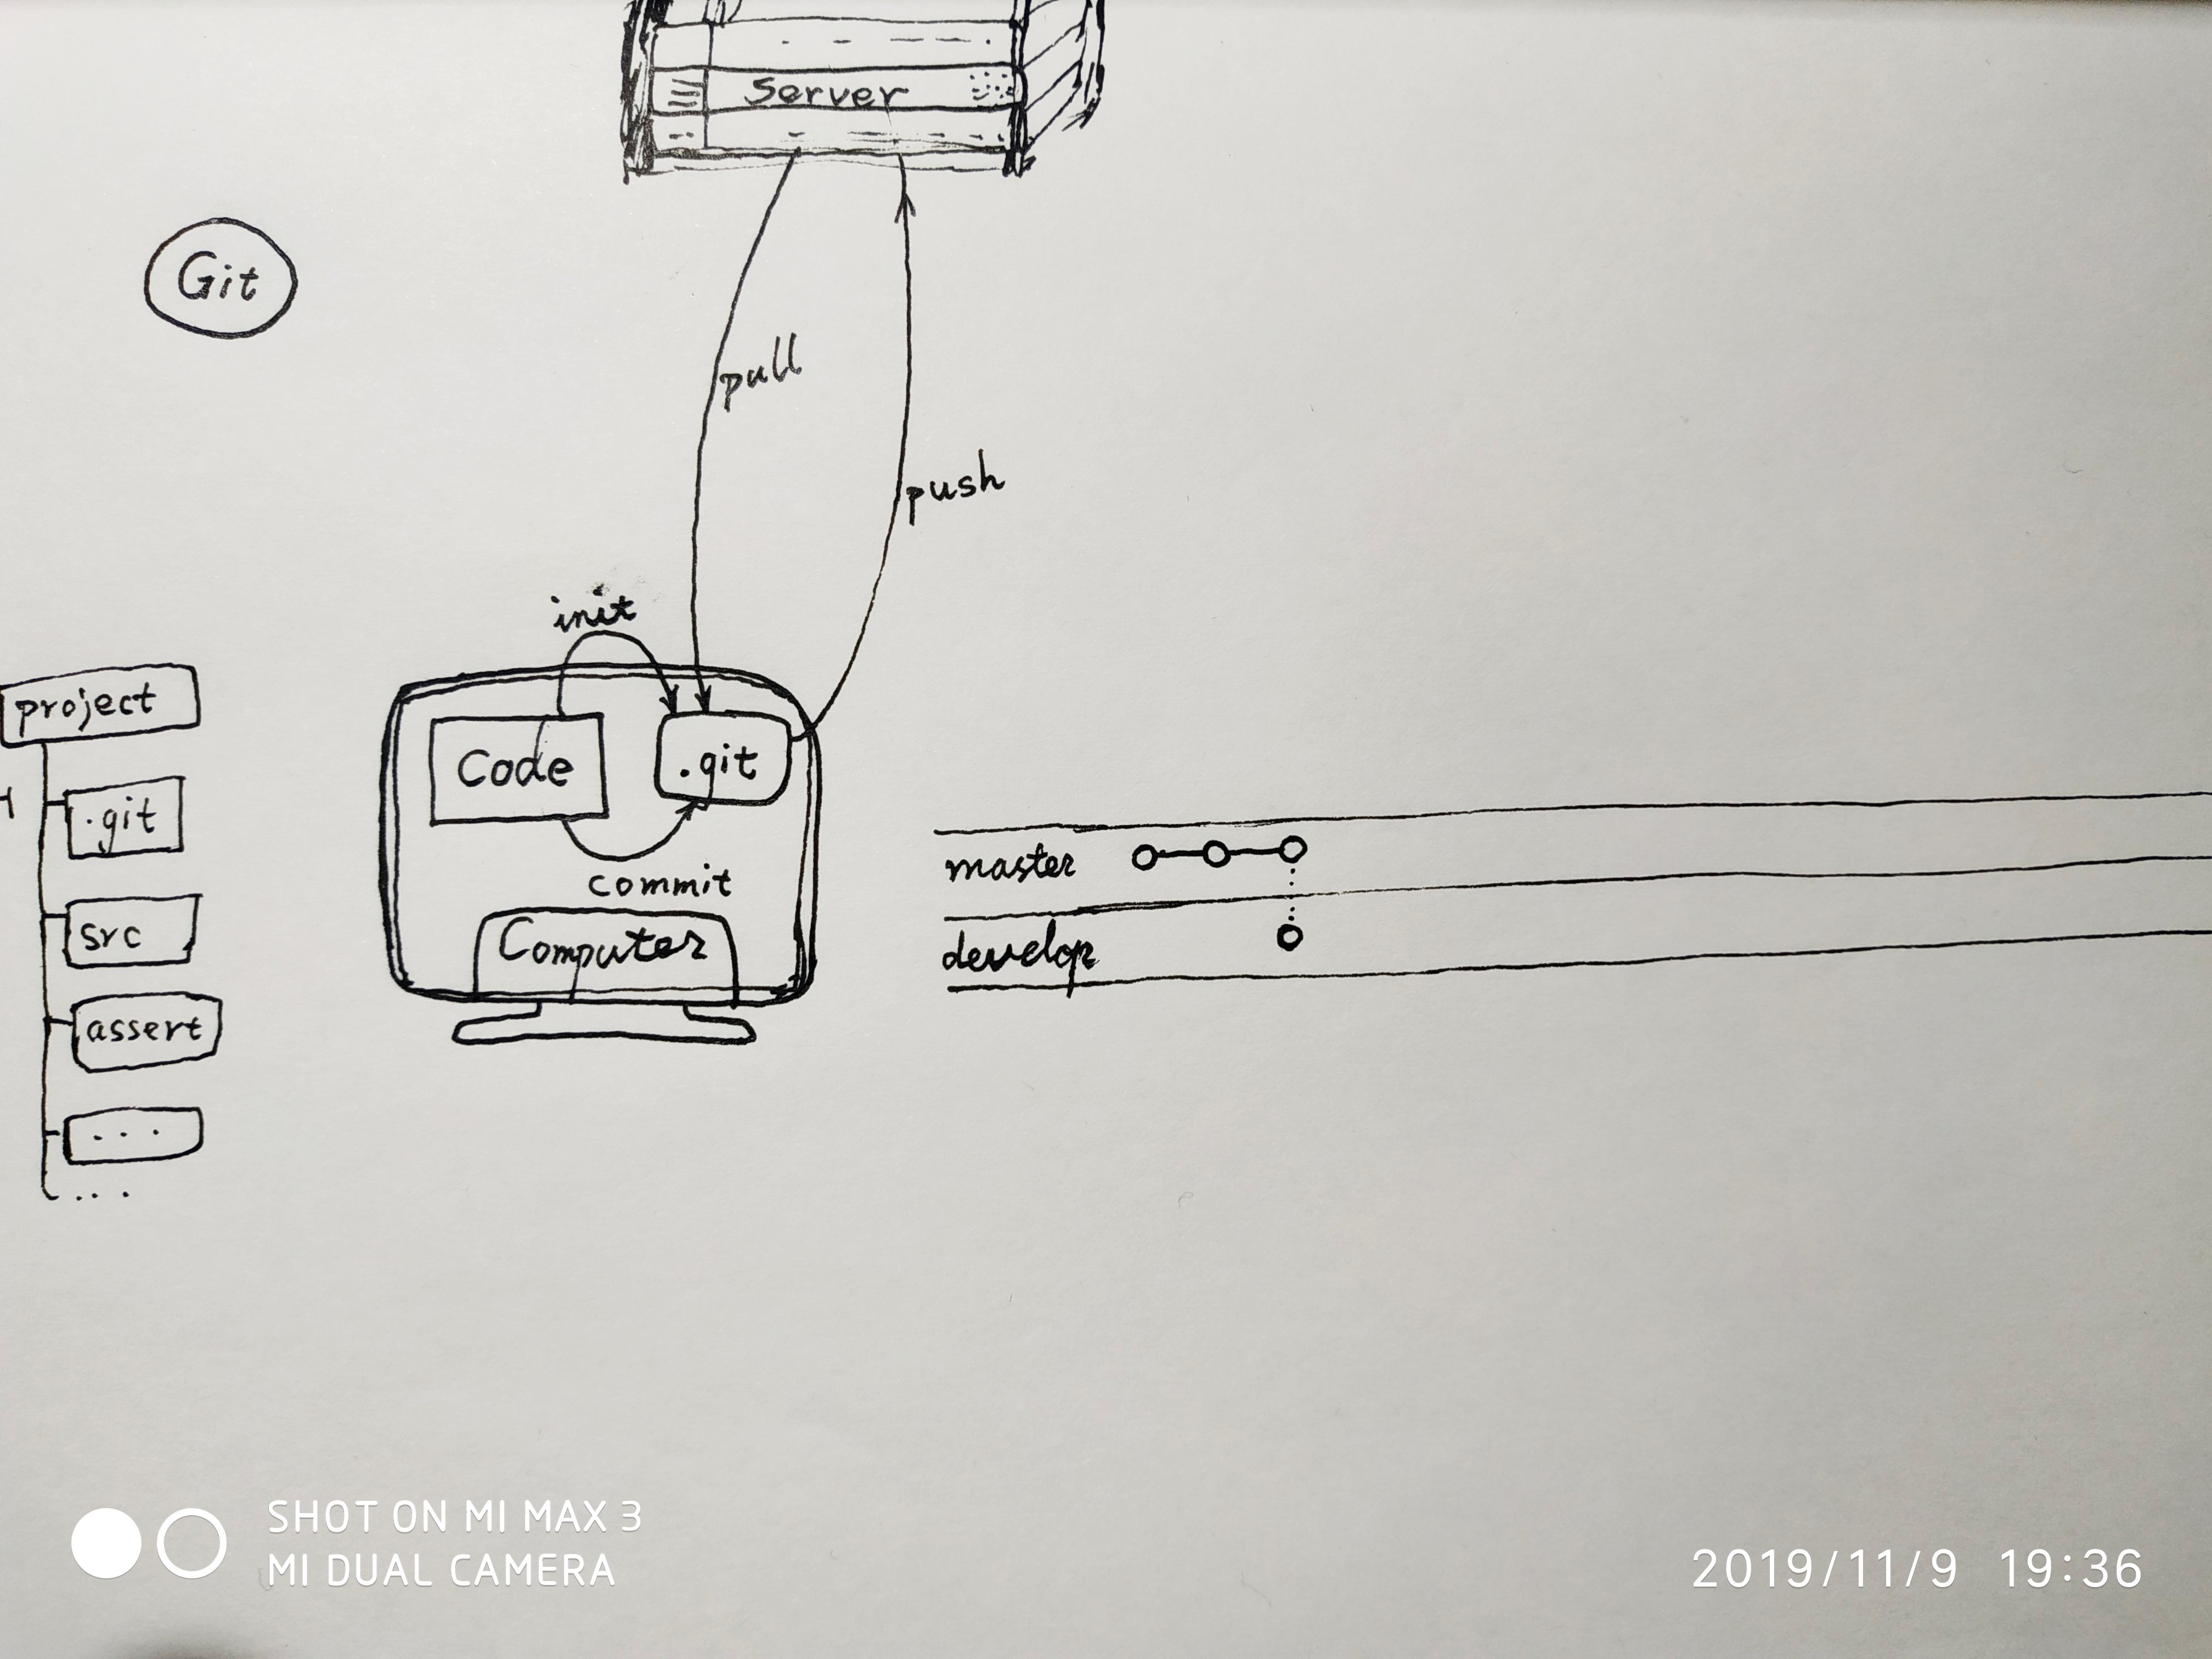 Server
Git
pull
push
init
project
Code
.git
.git
commit
master
src
Computer
develop
assert
...
...
SHOT ON MI MAX 3
MI DUAL CAMERA
2019/11/9 19:36